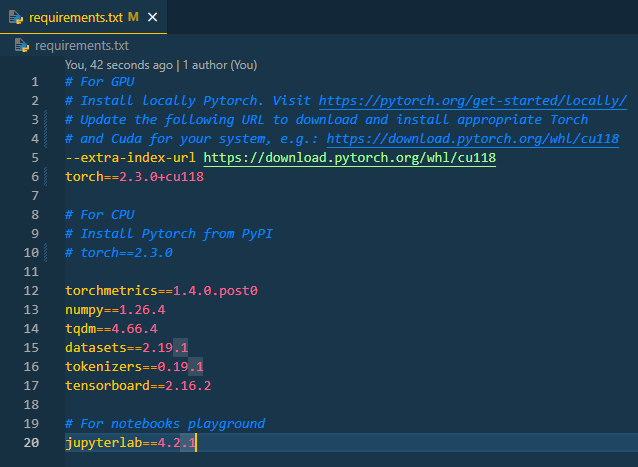 requirements.txt M ×
requirements.txt
You, 42 seconds ago | 1 author (You)
1 # For GPU
2 # Install locally Pytorch. Visit https://pytorch.org/get-started/locally/
3 # Update the following URL to download and install appropriate Torch
4 # and Cuda for your system, e.g.: https://download.pytorch.org/whl/cu118
5 --extra-index-url https://download.pytorch.org/whl/cu118
6 torch==2.3.0+cu118
7
8 # For CPU
9 # Install Pytorch from PyPI
10 # torch==2.3.0
11
12 torchmetrics==1.4.0.post0
13 numpy==1.26.4
14 tqdm==4.66.4
15 datasets==2.19.1
16 tokenizers==0.19.1
17 tensorboard==2.16.2
18
19 # For notebooks playground
20 jupyterlab==4.2.1